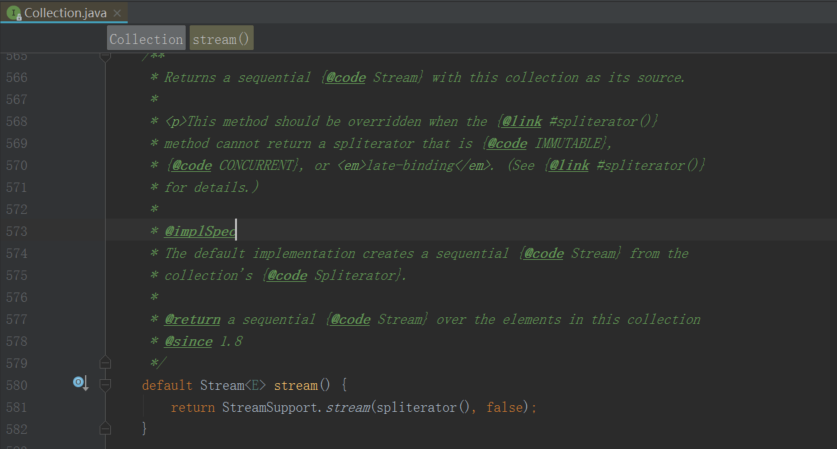 Collection.java
Collection stream()
565 /**
566 * Returns a sequential {@code Stream} with this collection as its source.
567 *
568 * <p>This method should be overridden when the {@link #spliterator()}
569 * method cannot return a spliterator that is {@code IMMUTABLE},
570 * {@code CONCURRENT}, or <em>late-binding</em>. (See {@link #spliterator()}
571 * for details.)
572 *
573 * @implSpec
574 * The default implementation creates a sequential {@code Stream} from the
575 * collection's {@code Spliterator}.
576 *
577 * @return a sequential {@code Stream} over the elements in this collection
578 * @since 1.8
579 */
580 default Stream<E> stream() {
581 return StreamSupport.stream(spliterator(), false);
582 }